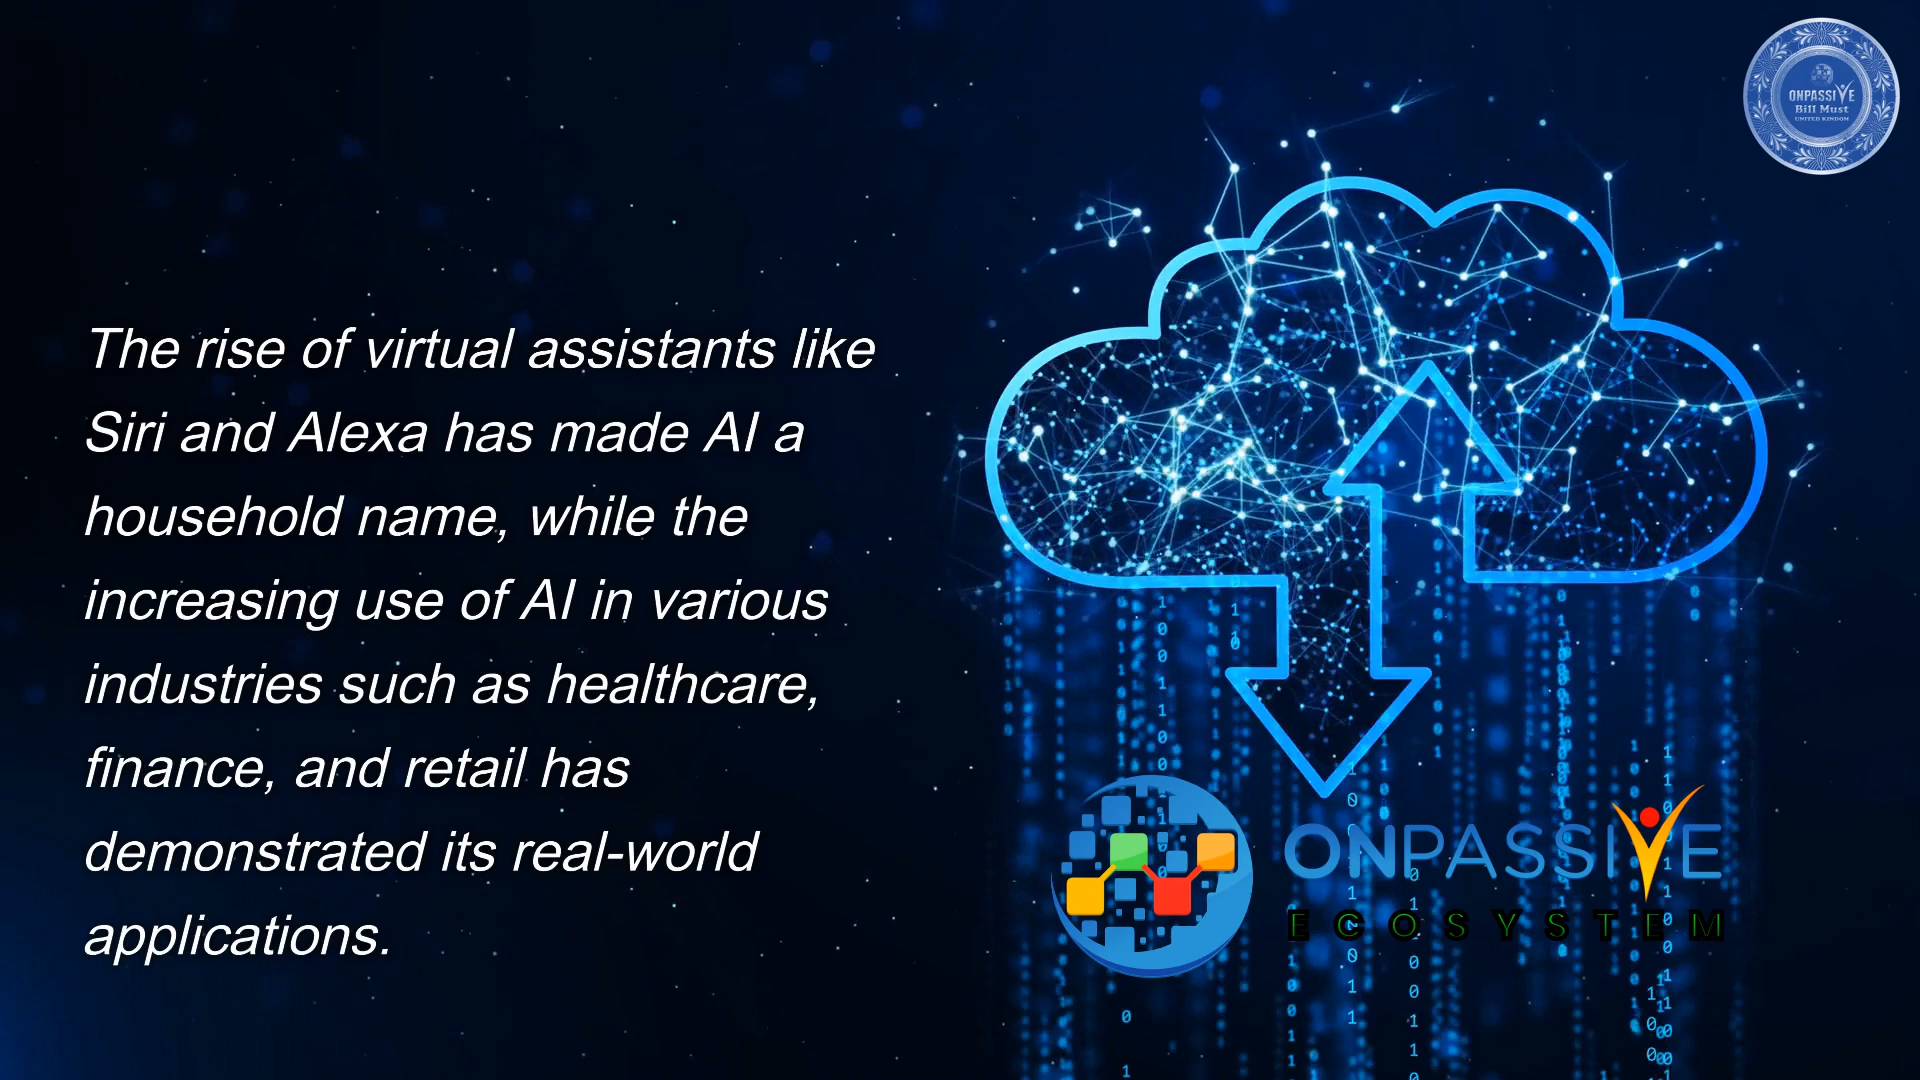 The rise of virtual assistants like
Siri and Alexa has made AI a
household name, while the
increasing use of AI in various
industries such as healthcare,
finance, and retail has
demonstrated its real-world
applications.
ONPASSIVE
Bill Must
UNITED KINDOM
ONPASSIVE
ECOSYSTEM